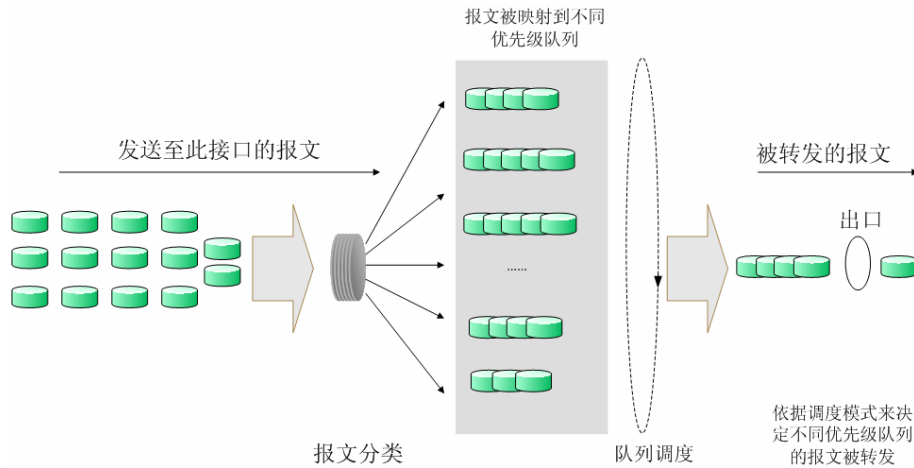 报文被映射到不同
优先级队列
发送至此接口的报文
被转发的报文
出口
......
报文分类
队列调度
依据调度模式来决
定不同优先级队列
的报文被转发